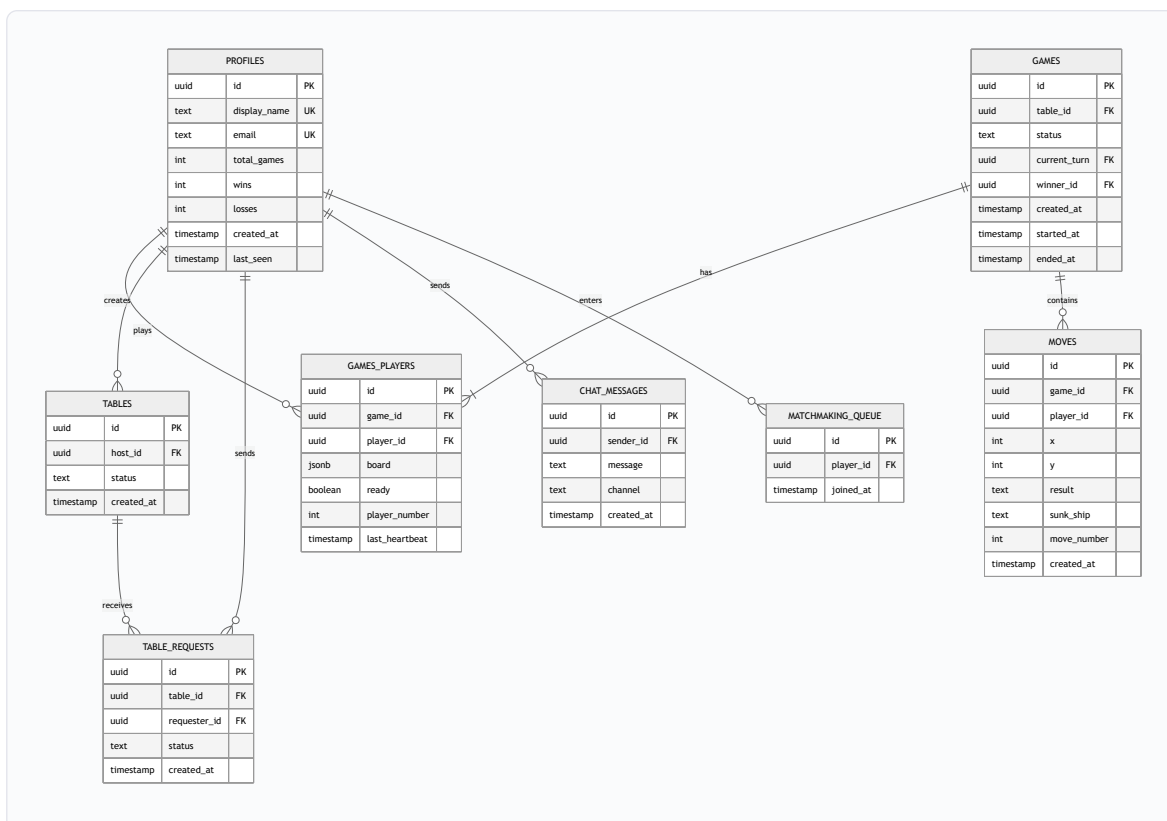 PROFILES
uuid id PK
text display_name UK
text email UK
int total_games
int wins
int losses
timestamp created_at
timestamp last_seen
GAMES
uuid id PK
uuid table_id FK
text status
uuid current_turn FK
uuid winner_id FK
timestamp created_at
timestamp started_at
timestamp ended_at
creates
plays
sends
enters
has
contains
TABLES
uuid id PK
uuid host_id FK
text status
timestamp created_at
sends
GAMES_PLAYERS
uuid id PK
uuid game_id FK
uuid player_id FK
jsonb board
boolean ready
int player_number
timestamp last_heartbeat
CHAT_MESSAGES
uuid id PK
uuid sender_id FK
text message
text channel
timestamp created_at
MATCHMAKING_QUEUE
uuid id PK
uuid player_id FK
timestamp joined_at
MOVES
uuid id PK
uuid game_id FK
uuid player_id FK
int x
int y
text result
text sunk_ship
int move_number
timestamp created_at
receives
TABLE_REQUESTS
uuid id PK
uuid table_id FK
uuid requester_id FK
text status
timestamp created_at